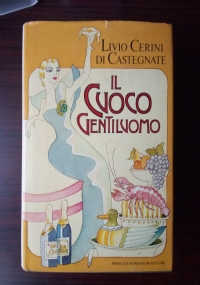 LIVIO CERINI
DI CASTEGNATE
IL
CUOCO
GENTILUOMO
ARNOLDO MONDADORI EDITORE